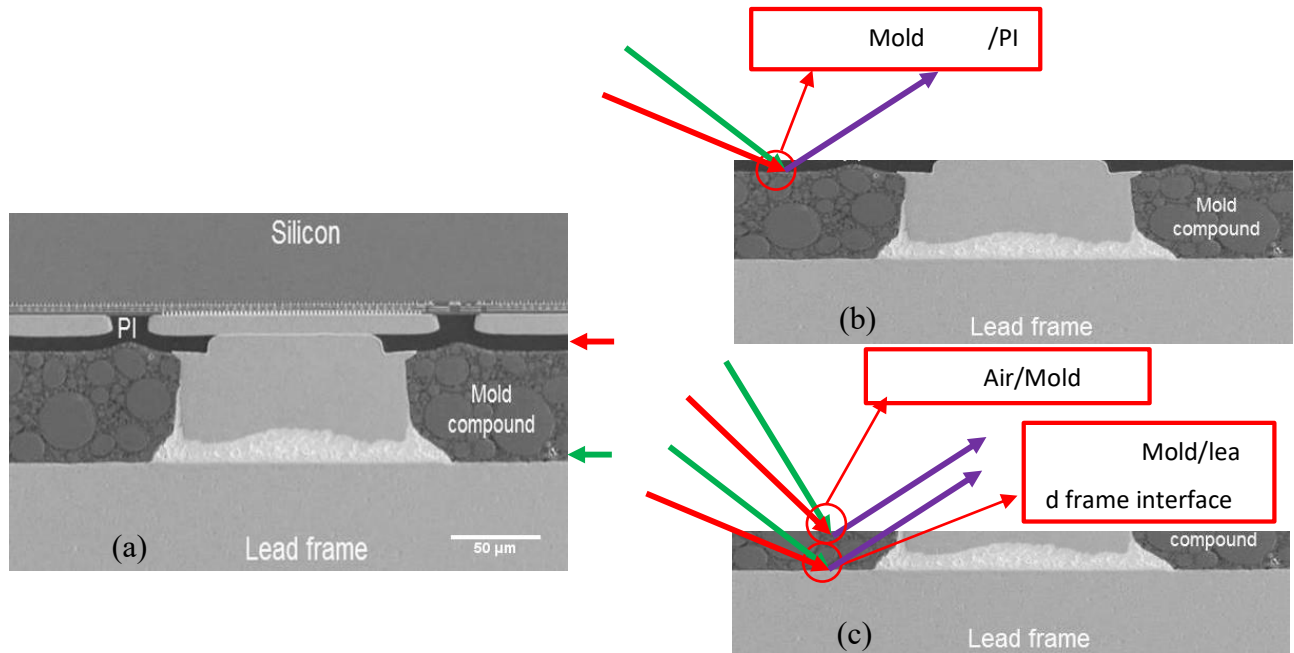 Silicon
PI
Mold
compound
Lead frame
50 µm
(a)
Mold /PI
Mold
compound
Lead frame
(b)
Air/Mold
Mold/lea
d frame interface
compound
Lead frame
(c)